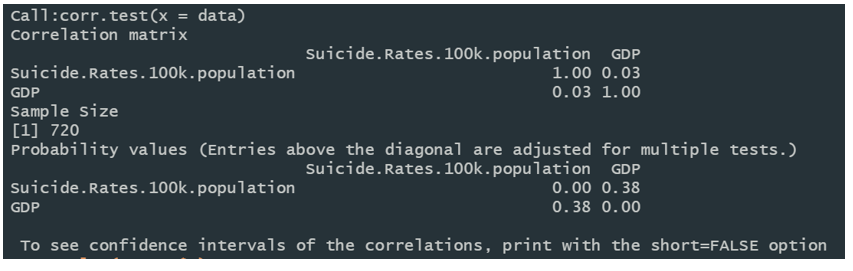 Call:corr.test(x = data)
Correlation matrix
                              Suicide.Rates.100k.population  GDP
Suicide.Rates.100k.population                          1.00 0.03
GDP                                                    0.03 1.00
Sample Size
[1] 720
Probability values (Entries above the diagonal are adjusted for multiple tests.)
                              Suicide.Rates.100k.population  GDP
Suicide.Rates.100k.population                          0.00 0.38
GDP                                                    0.38 0.00
 To see confidence intervals of the correlations, print with the short=FALSE option